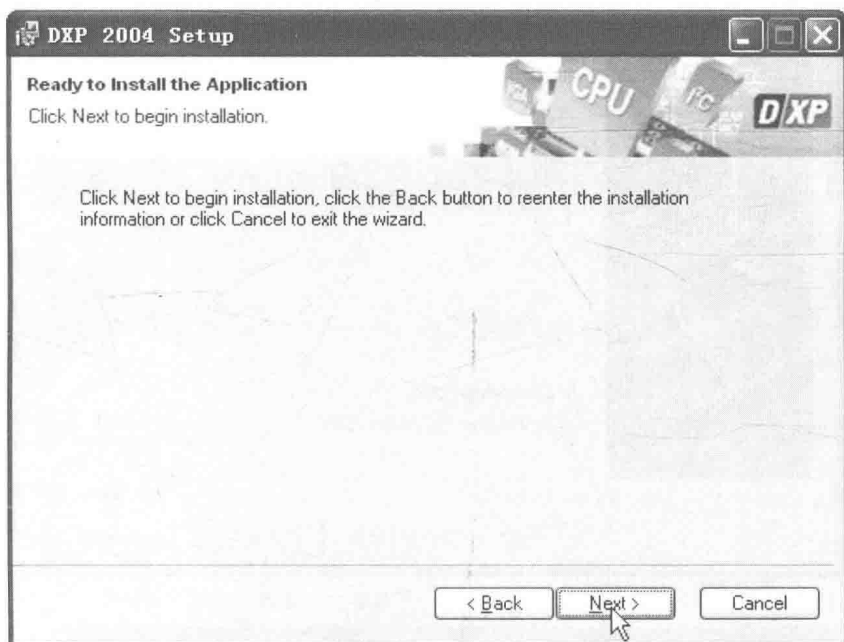 DXP 2004 Setup
Ready to Install the Application
Click Next to begin installation.
CPU
I²C
DXP
Click Next to begin installation, click the Back button to reenter the installation
information or click Cancel to exit the wizard.
< Back
Next >
Cancel